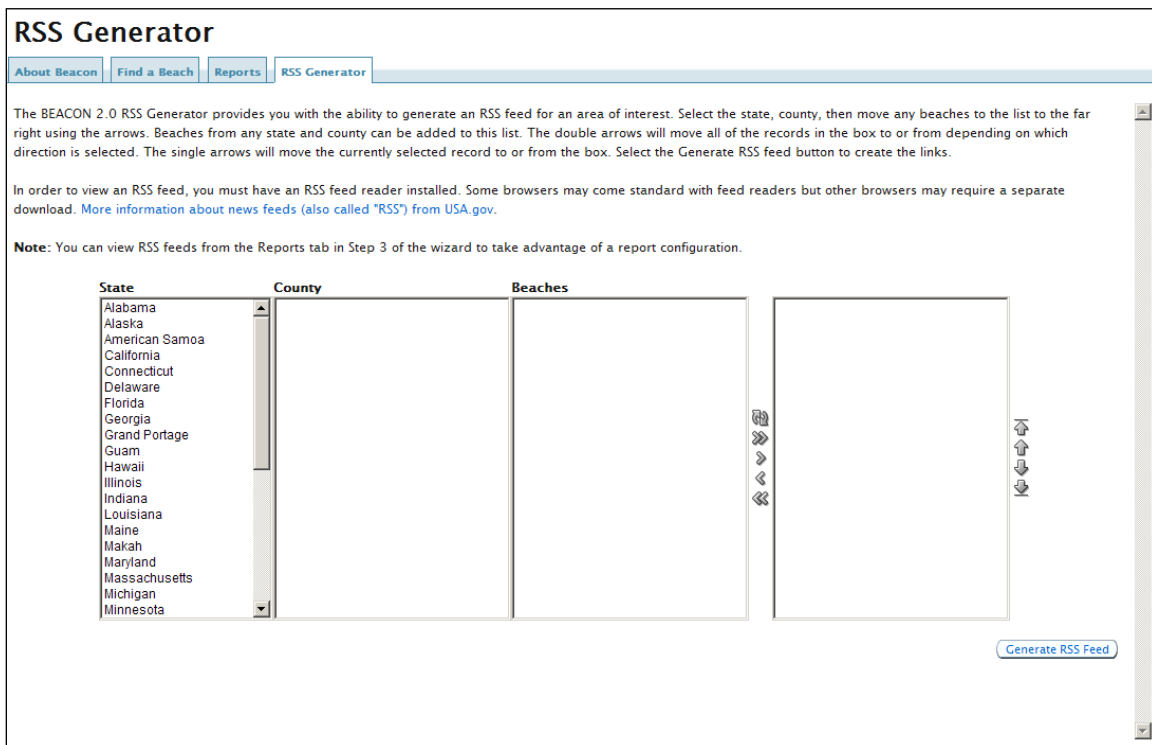 RSS Generator
About Beacon Find a Beach Reports RSS Generator
The BEACON 2.0 RSS Generator provides you with the ability to generate an RSS feed for an area of interest. Select the state, county, then move any beaches to the list to the far
right using the arrows. Beaches from any state and county can be added to this list. The double arrows will move all of the records in the box to or from depending on which
direction is selected. The single arrows will move the currently selected record to or from the box. Select the Generate RSS feed button to create the links.
In order to view an RSS feed, you must have an RSS feed reader installed. Some browsers may come standard with feed readers but other browsers may require a separate
download. More information about news feeds (also called "RSS") from USA.gov.
Note: You can view RSS feeds from the Reports tab in Step 3 of the wizard to take advantage of a report configuration.
State County Beaches
Alabama
Alaska
American Samoa
California
Connecticut
Delaware
Florida
Georgia
Grand Portage
Guam
Hawaii
Illinois
Indiana
Louisiana
Maine
Makah
Maryland
Massachusetts
Michigan
Minnesota
Generate RSS Feed